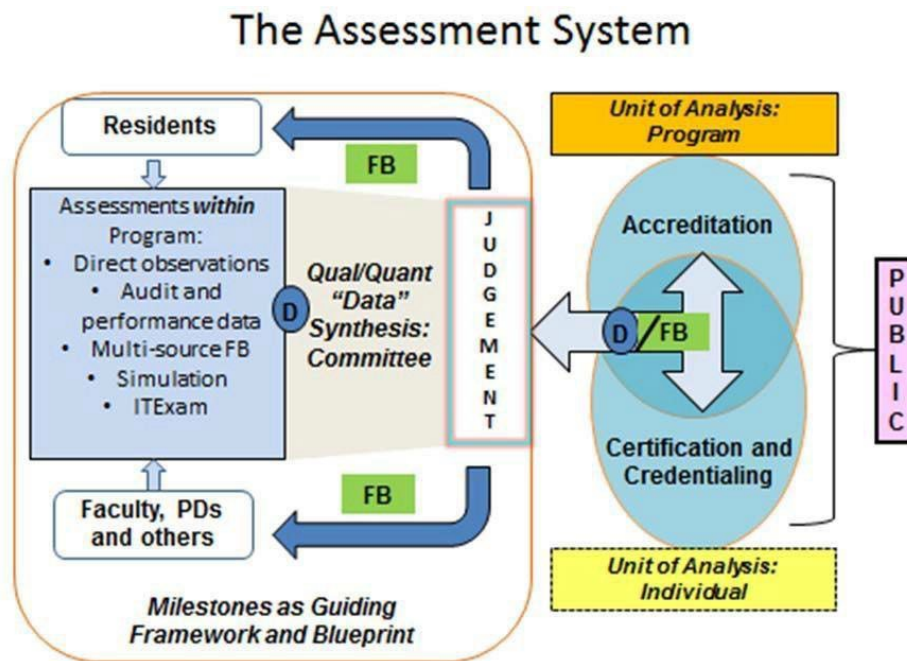 The Assessment System
Residents
FB
Assessments within
Program:
• Direct observations
• Audit and
performance data
• Multi-source FB
• Simulation
• ITExam
D
Qual/Quant
“Data”
Synthesis:
Committee
JUDGEMENT
FB
Faculty, PDs
and others
Milestones as Guiding
Framework and Blueprint
Unit of Analysis:
Program
Accreditation
D/FB
Certification and
Credentialing
Unit of Analysis:
Individual
PUBLIC